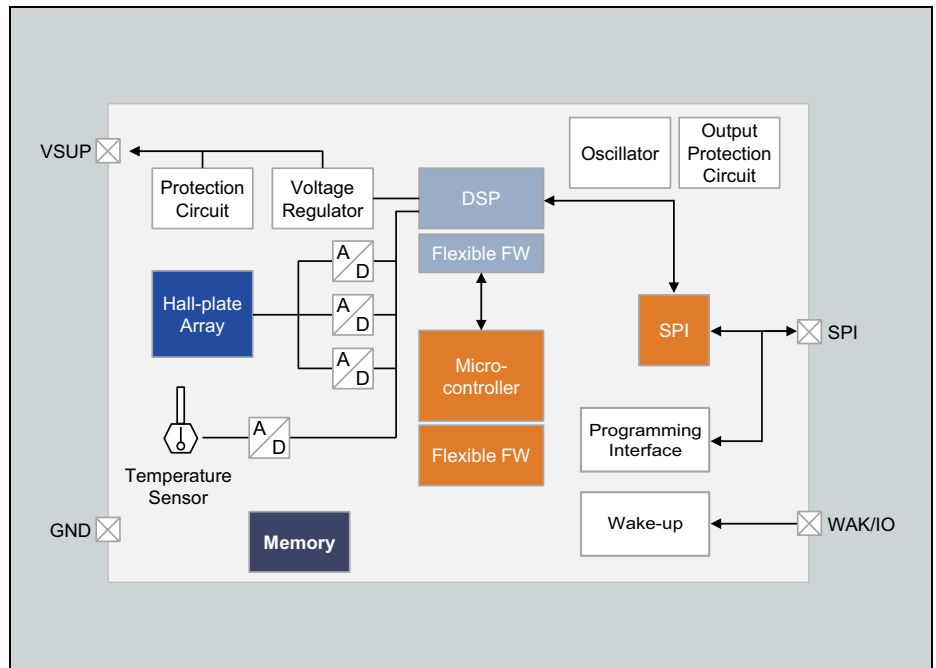 VSUP
Protection
Circuit
Voltage
Regulator
DSP
Flexible FW
Oscillator
Output
Protection
Circuit
Hall-plate
Array
A
D
A
D
A
D
Micro-
controller
Flexible FW
SPI
SPI
Temperature
Sensor
A
D
Programming
Interface
GND
Memory
Wake-up
WAK/IO